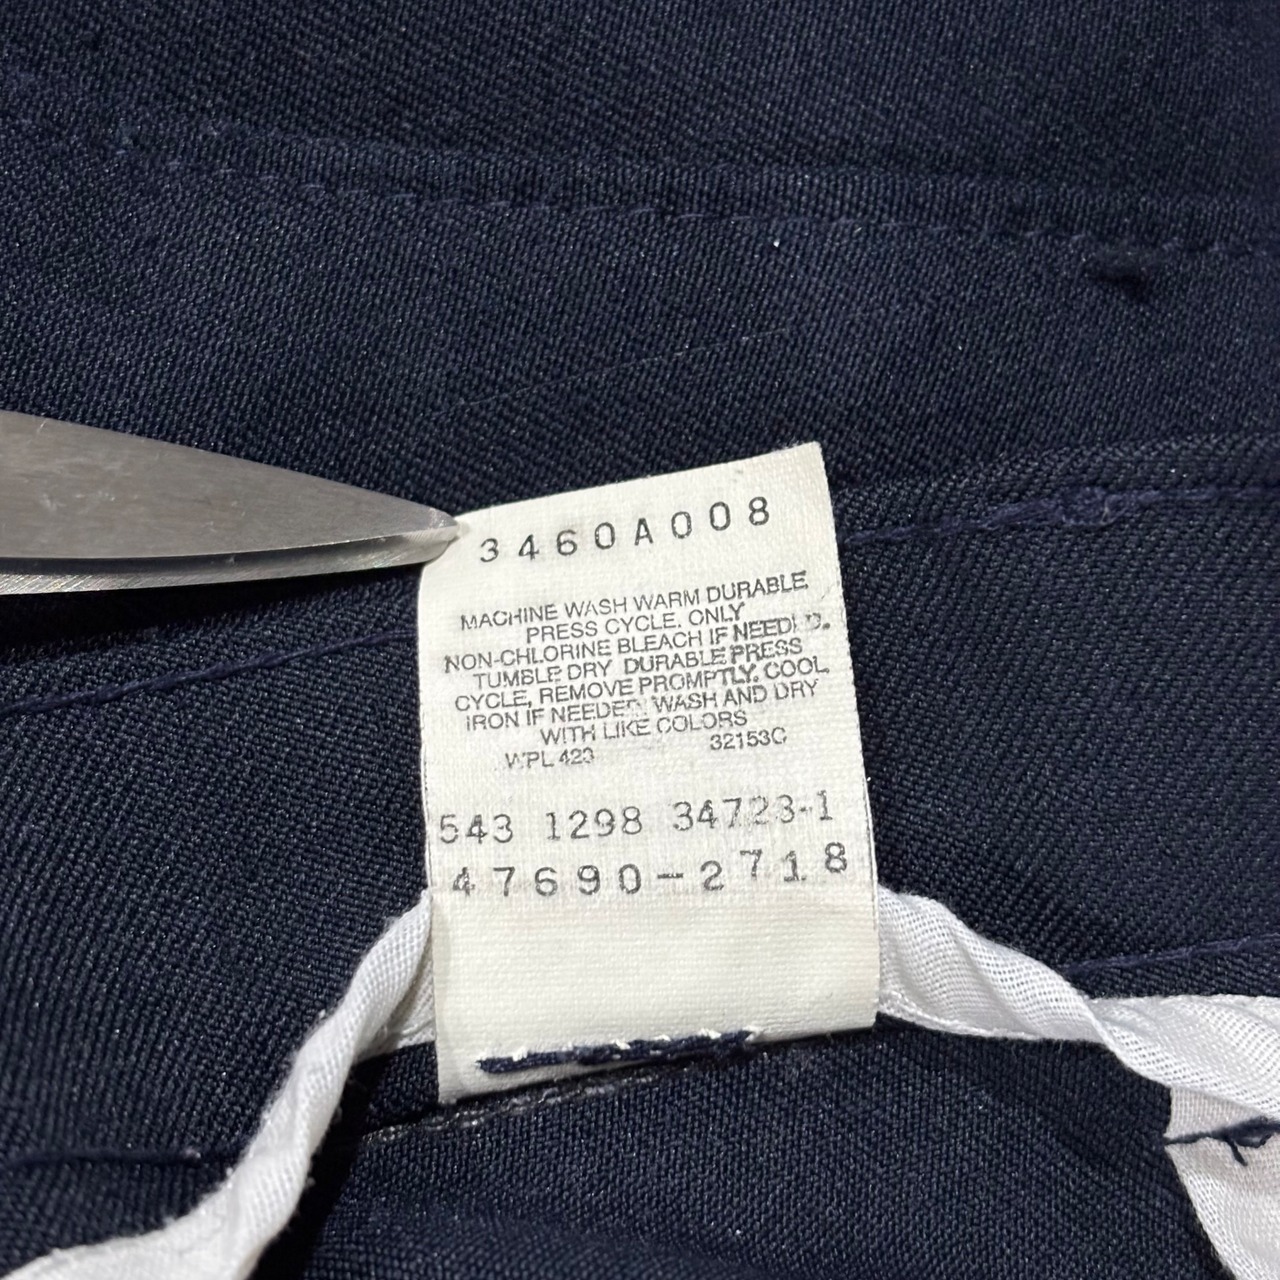 3460A008
MACHINE WASH WARM DURABLE
PRESS CYCLE. ONLY
NON-CHLORINE BLEACH IF NEEDED.
TUMBLE DRY DURABLE PRESS
CYCLE, REMOVE PROMPTLY. COOL
IRON IF NEEDED. WASH AND DRY
WITH LIKE COLORS
WPL 423 32153C
543 1298 34723-1
47690-2718